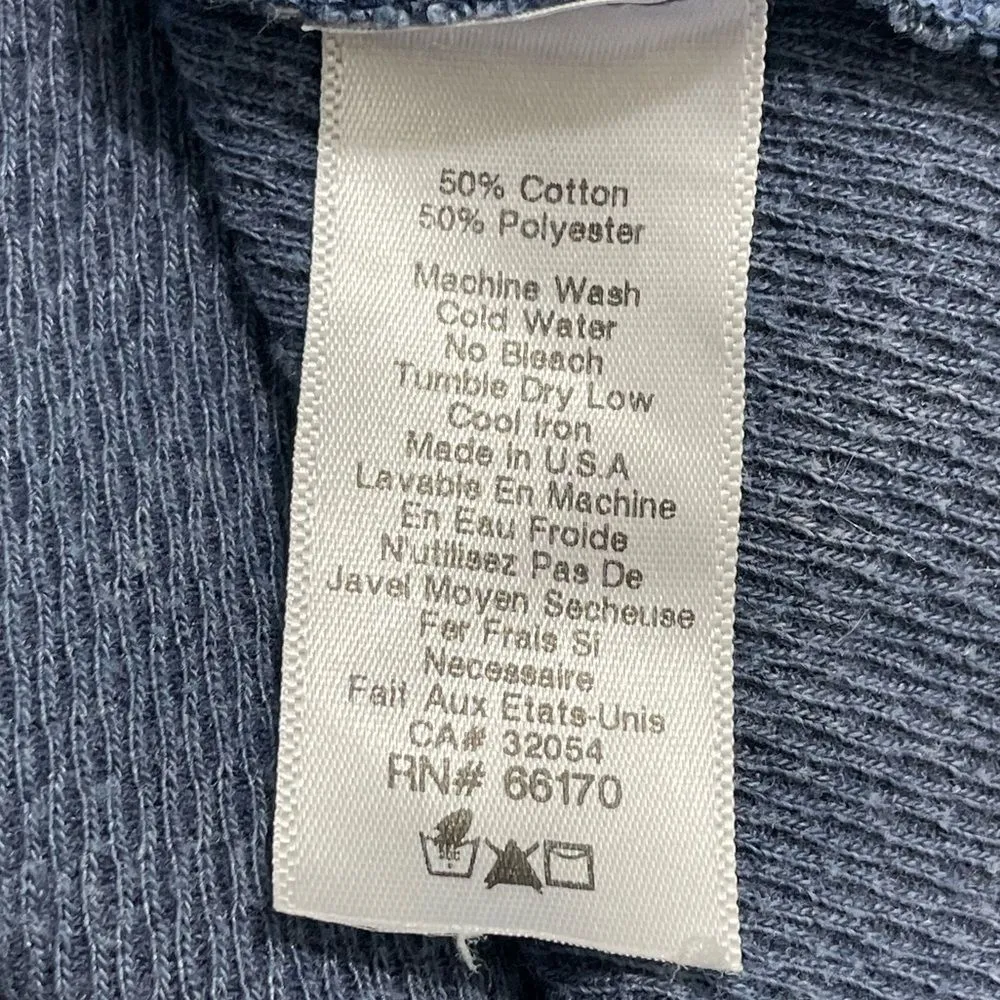 50% Cotton
50% Polyester
Machine Wash
Cold Water
No Bleach
Tumble Dry Low
Cool Iron
Made in U.S.A
Lavable En Machine
En Eau Froide
N'utilisez Pas De
Javel Moyen Secheuse
Fer Frais Si
Necessaire
Fait Aux Etats-Unis
CA# 32054
RN# 66170